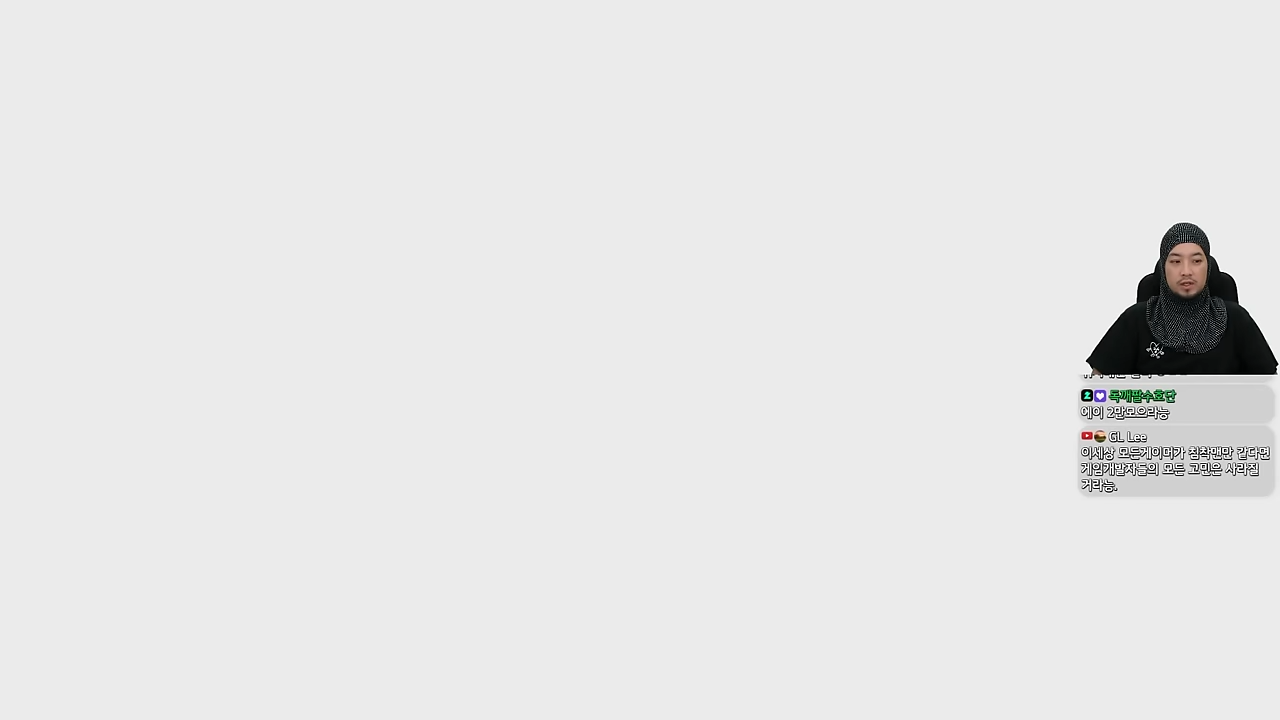 독깨팔수호단
에이 2만모으라능
GL Lee
이세상 모든게이머가 침착맨만 같다면
게임개발자들의 모든 고민은 사라질
거라능.